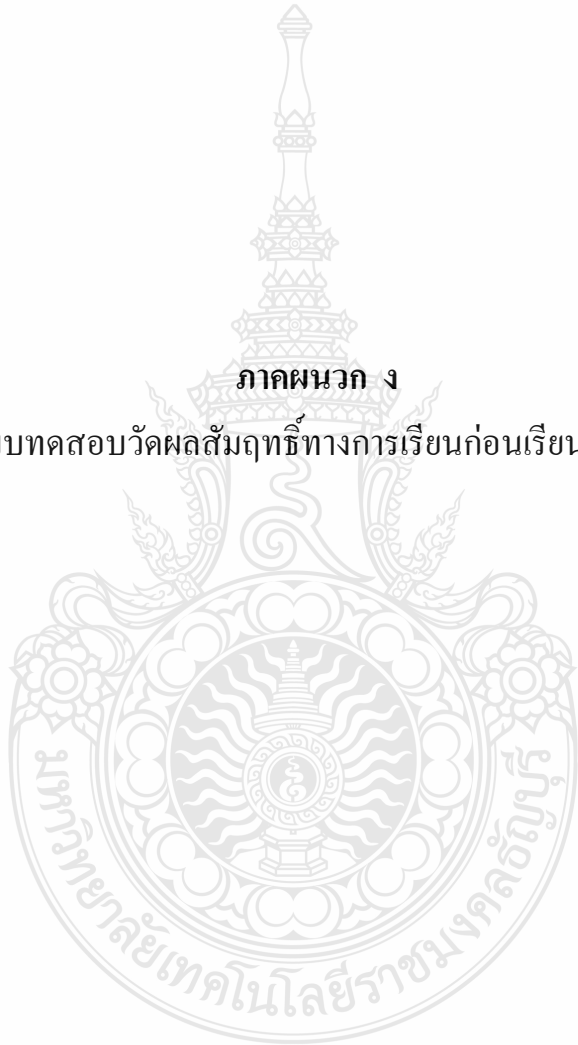 ภาคผนวก ง
บทดสอบวัดผลสัมฤทธิ์ทางการเรียนก่อนเรียน
มหาวิทยาลัยเทคโนโลยีราชมงคลธัญบุรี